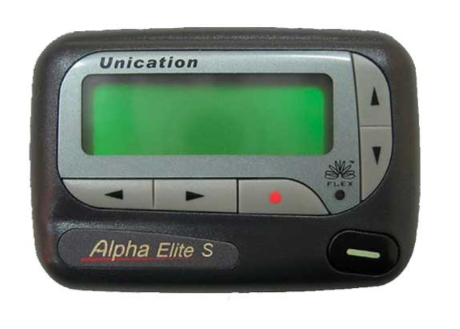 Unication
FLEX
Alpha Elite S